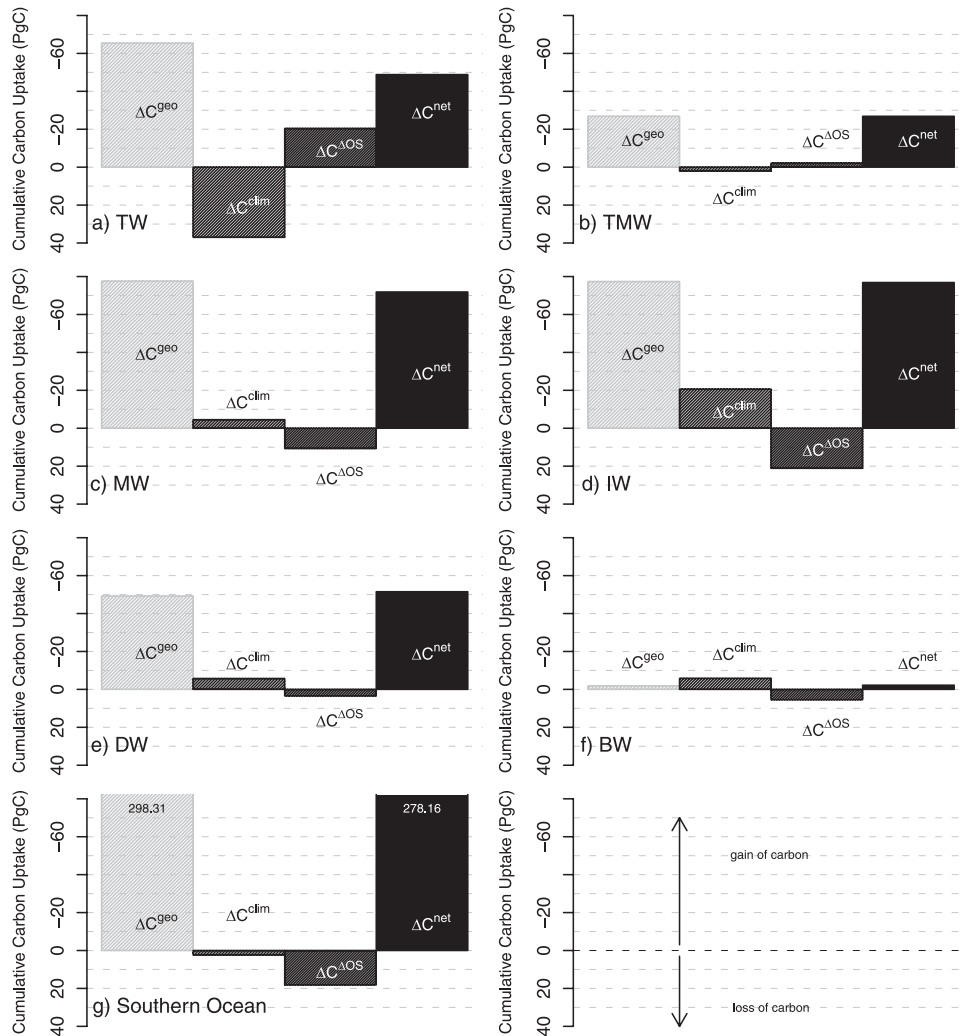 Cumulative Carbon Uptake (PgC)
−60
−20
0
20
40
ΔC^geo
ΔC^clim
ΔC^ΔOS
ΔC^net
a) TW
Cumulative Carbon Uptake (PgC)
−60
−20
0
20
40
ΔC^geo
ΔC^clim
ΔC^ΔOS
ΔC^net
b) TMW
Cumulative Carbon Uptake (PgC)
−60
−20
0
20
40
ΔC^geo
ΔC^clim
ΔC^ΔOS
ΔC^net
c) MW
Cumulative Carbon Uptake (PgC)
−60
−20
0
20
40
ΔC^geo
ΔC^clim
ΔC^ΔOS
ΔC^net
d) IW
Cumulative Carbon Uptake (PgC)
−60
−20
0
20
40
ΔC^geo
ΔC^clim
ΔC^ΔOS
ΔC^net
e) DW
Cumulative Carbon Uptake (PgC)
−60
−20
0
20
40
ΔC^geo
ΔC^clim
ΔC^ΔOS
ΔC^net
f) BW
Cumulative Carbon Uptake (PgC)
−60
−20
0
20
40
298.31
278.16
ΔC^geo
ΔC^clim
ΔC^ΔOS
ΔC^net
g) Southern Ocean
Cumulative Carbon Uptake (PgC)
−60
−20
0
20
40
gain of carbon
loss of carbon